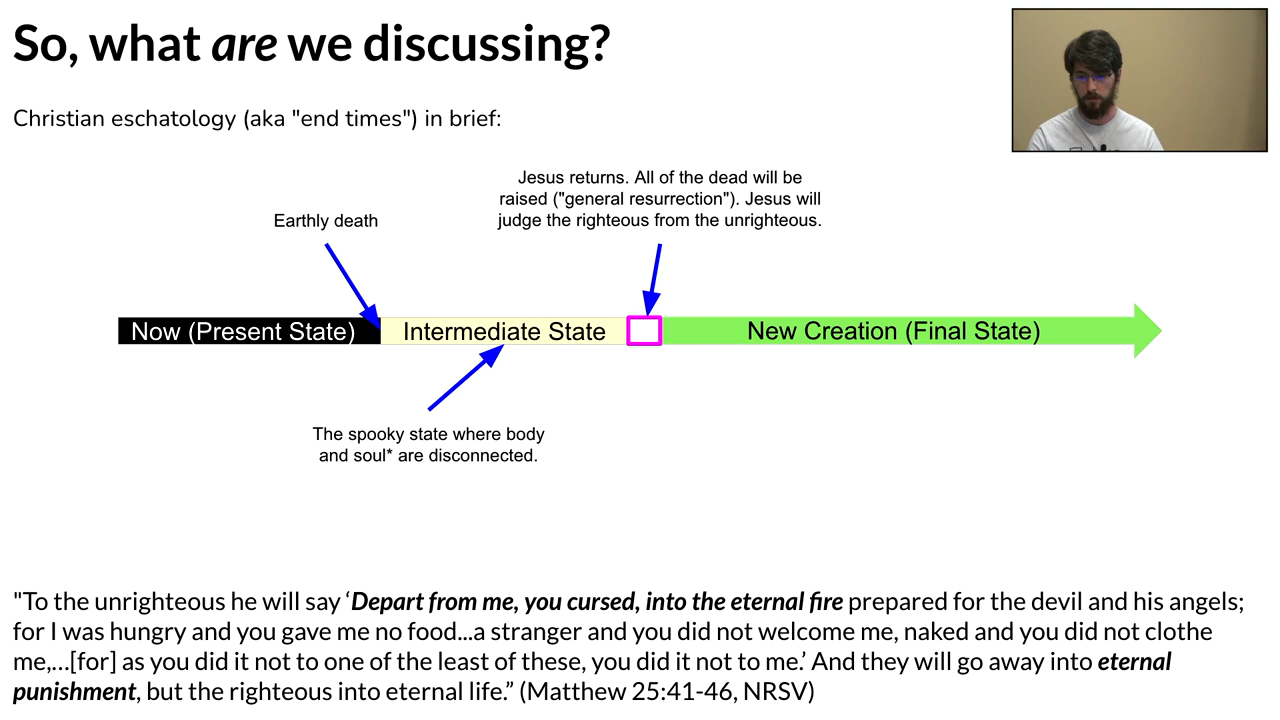 So, what are we discussing?
Christian eschatology (aka "end times") in brief:
Jesus returns. All of the dead will be
raised ("general resurrection"). Jesus will
judge the righteous from the unrighteous.
Earthly death
Now (Present State)
Intermediate State
New Creation (Final State)
The spooky state where body
and soul* are disconnected.
"To the unrighteous he will say ‘Depart from me, you cursed, into the eternal fire prepared for the devil and his angels;
for I was hungry and you gave me no food...a stranger and you did not welcome me, naked and you did not clothe
me,...[for] as you did it not to one of the least of these, you did it not to me.’ And they will go away into eternal
punishment, but the righteous into eternal life.” (Matthew 25:41-46, NRSV)